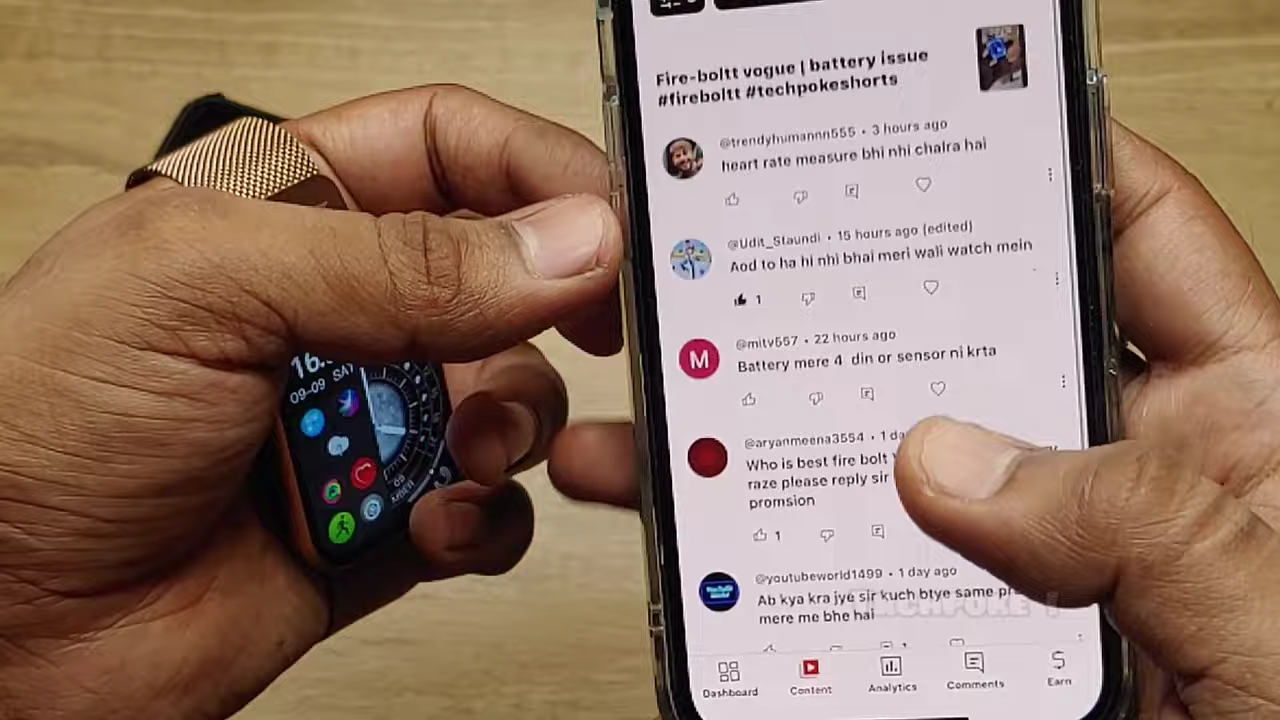 Fire-boltt vogue | battery issue
#fireboltt #techpokeshorts
@trendyhumannn555 • 3 hours ago
heart rate measure bhi nhi chalra hai
@Udit_Staundi • 15 hours ago (edited)
Aod to ha hi nhi bhai meri wali watch mein
1
@mitv557 • 22 hours ago
M
Battery mere 4 din or sensor ni krta
@aryanmeena3554 • 1
Who is best fire bolt
raze please reply sir
promsion
1
@youtubeworld1499 • 1 day ago
Ab kya kra jye sir kuch btye same
mere me bhe hai
Dashboard
Content
Analytics
Comments
Earn
09-09 SAT